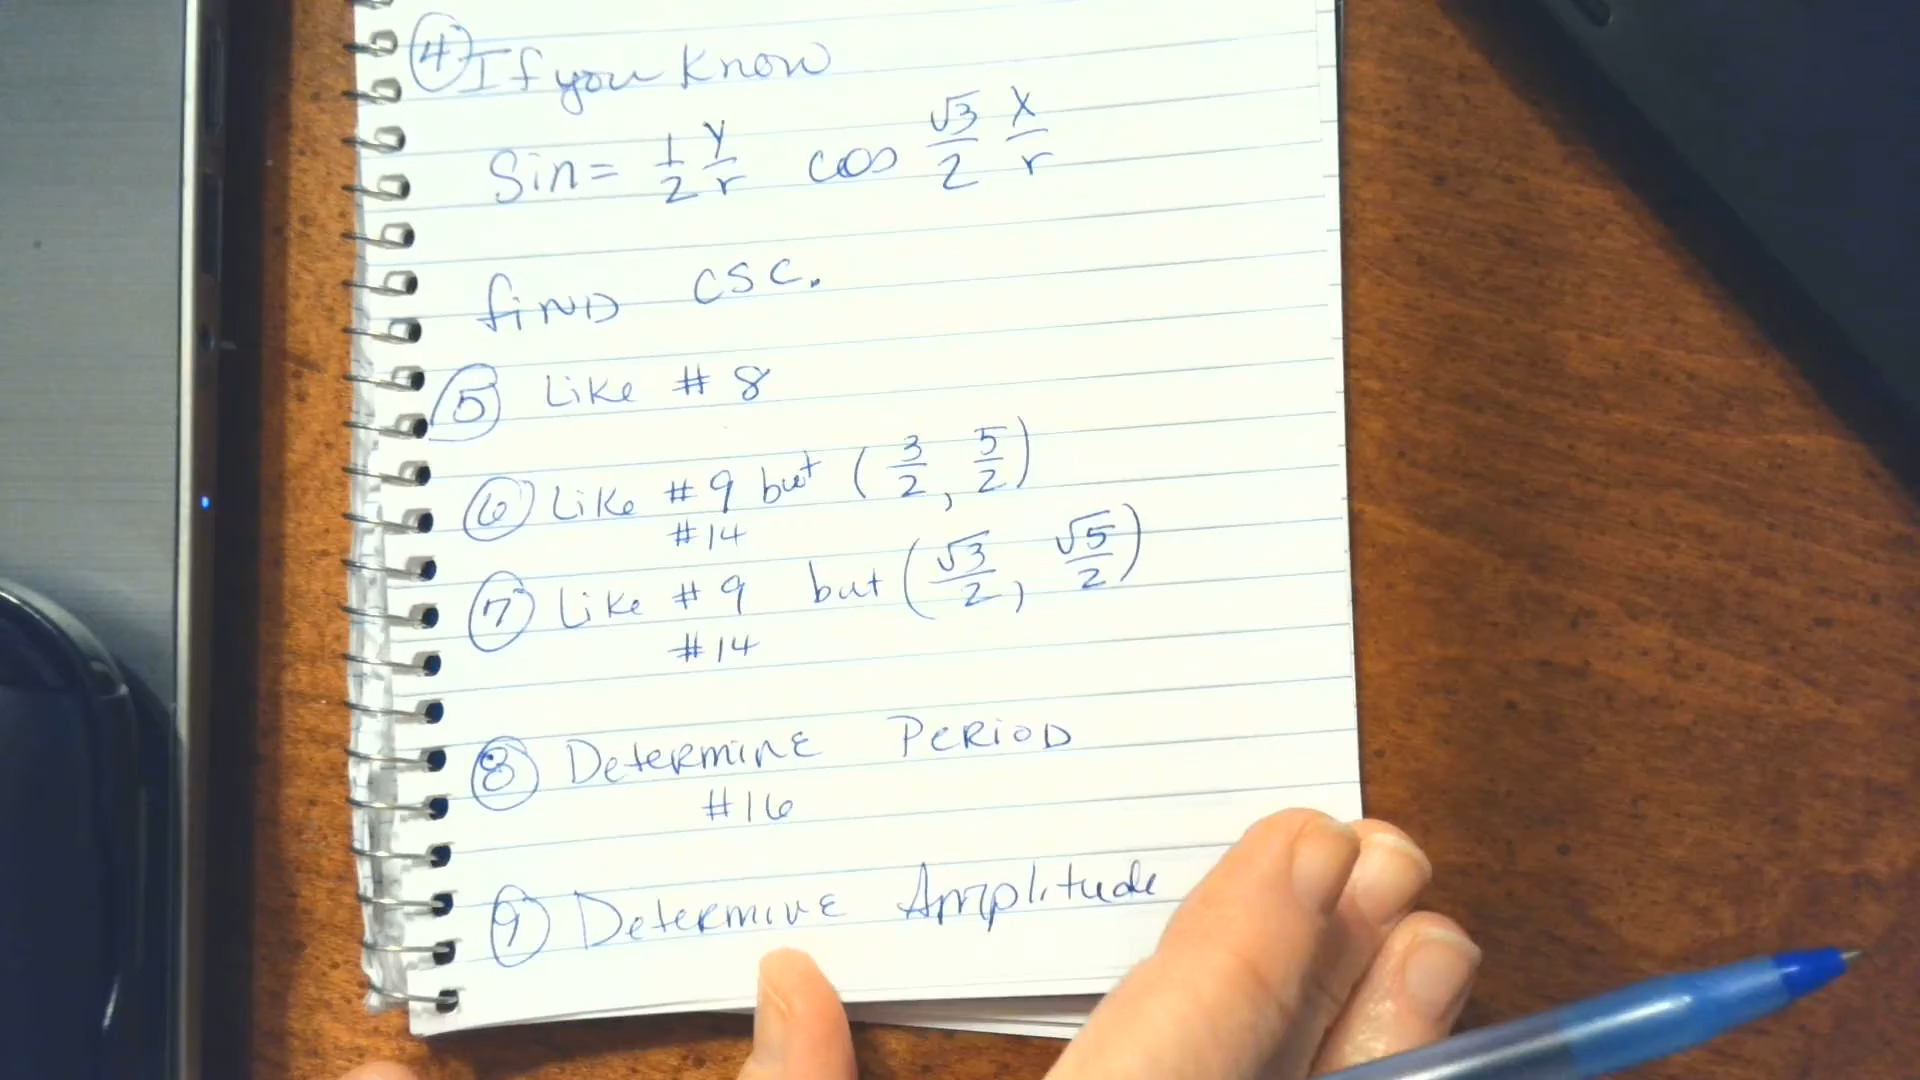 ④ If you know
Sin = 1/2 y/r cos √3/2 x/r
find csc.
⑤ Like # 8
⑥ Like # 9 but (3/2, 5/2)
#14
⑦ Like # 9 but (√3/2, √5/2)
#14
⑧ Determine Period
#16
⑨ Determine Amplitude